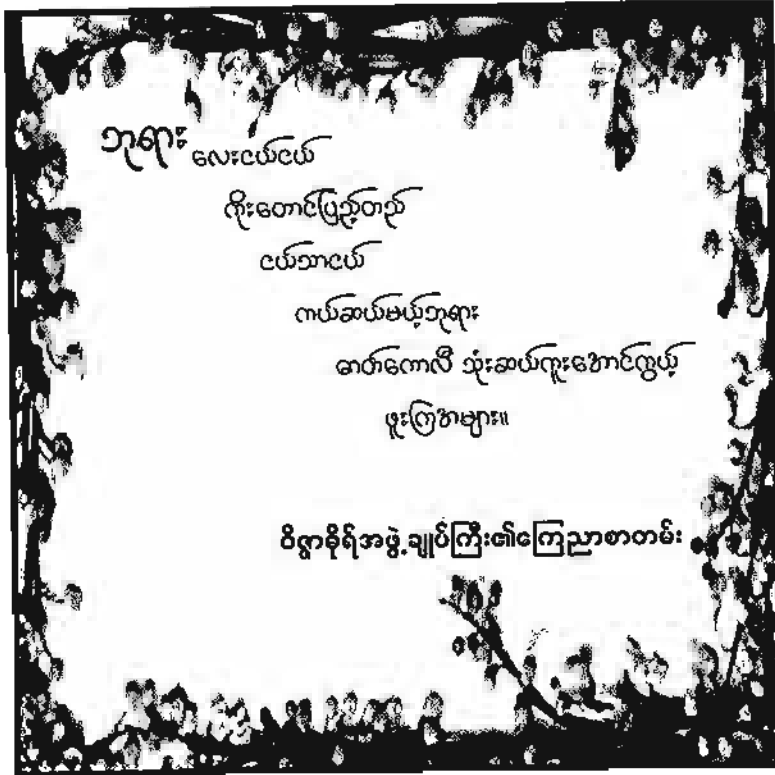 ဘုရား လေးငယ်ငယ်
ကိုးတောင်ပြည့်တည်
ငယ်သာငယ်
ကယ်ဆယ်မယ့်ဘုရား
ဓာတ်ကောလိ သုံးဆယ်ကူးအောင်ကွယ့်
ဖူးကြအများ။
ဝိဇ္ဇာဓိုရ်အဖွဲ့ချုပ်ကြီး၏ကြေညာစာတမ်း